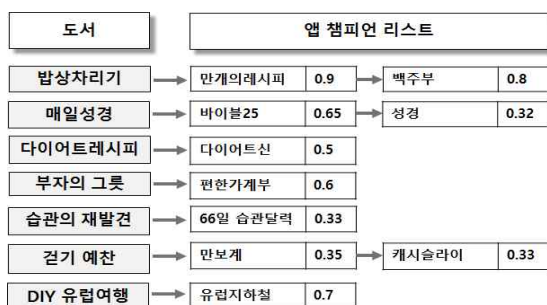 도서 앱 챔피언 리스트
밥상차리기 만개의레시피 0.9 백주부 0.8
매일성경 바이블25 0.65 성경 0.32
다이어트레시피 다이어트신 0.5
부자의 그릇 편한가계부 0.6
습관의 재발견 66일 습관달력 0.33
걷기 예찬 만보계 0.35 캐시슬라이 0.33
DIY 유럽여행 유럽지하철 0.7